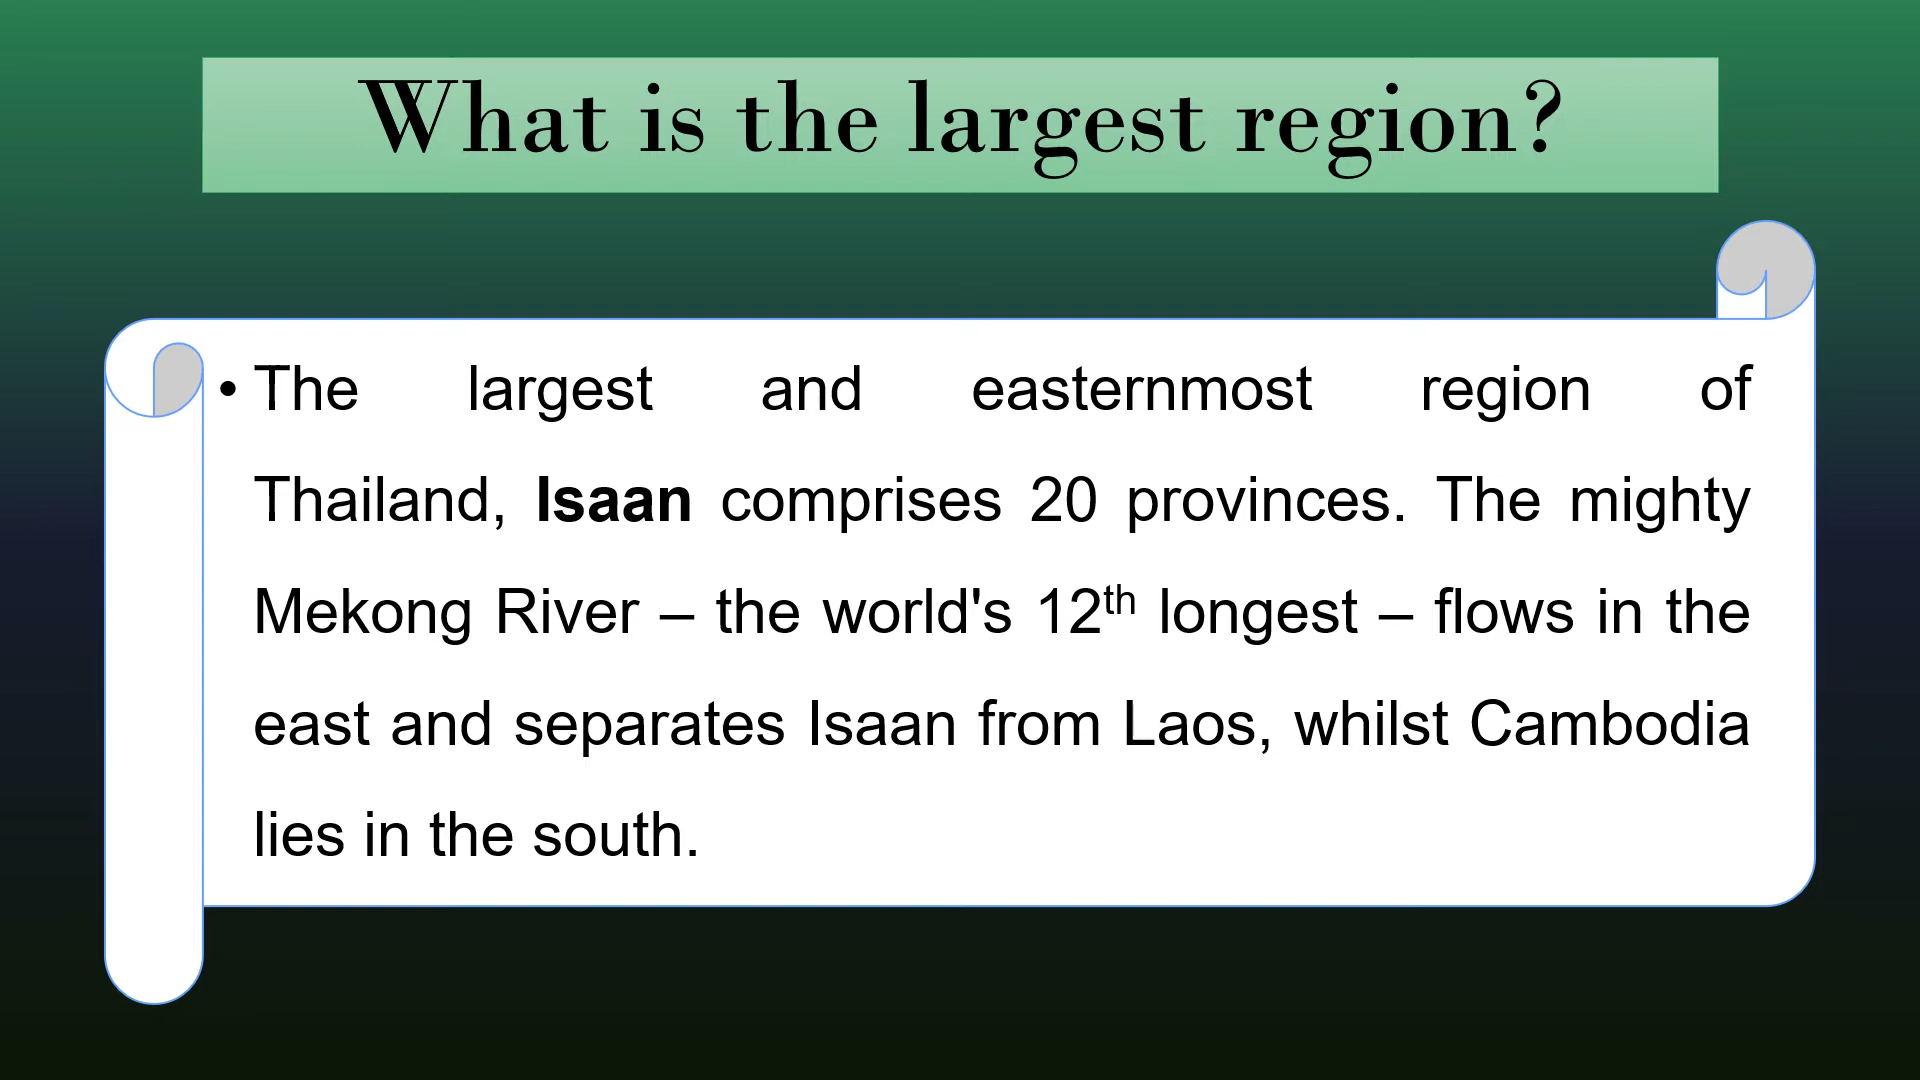 What is the largest region?
• The largest and easternmost region of
Thailand, Isaan comprises 20 provinces. The mighty
Mekong River – the world's 12th longest – flows in the
east and separates Isaan from Laos, whilst Cambodia
lies in the south.